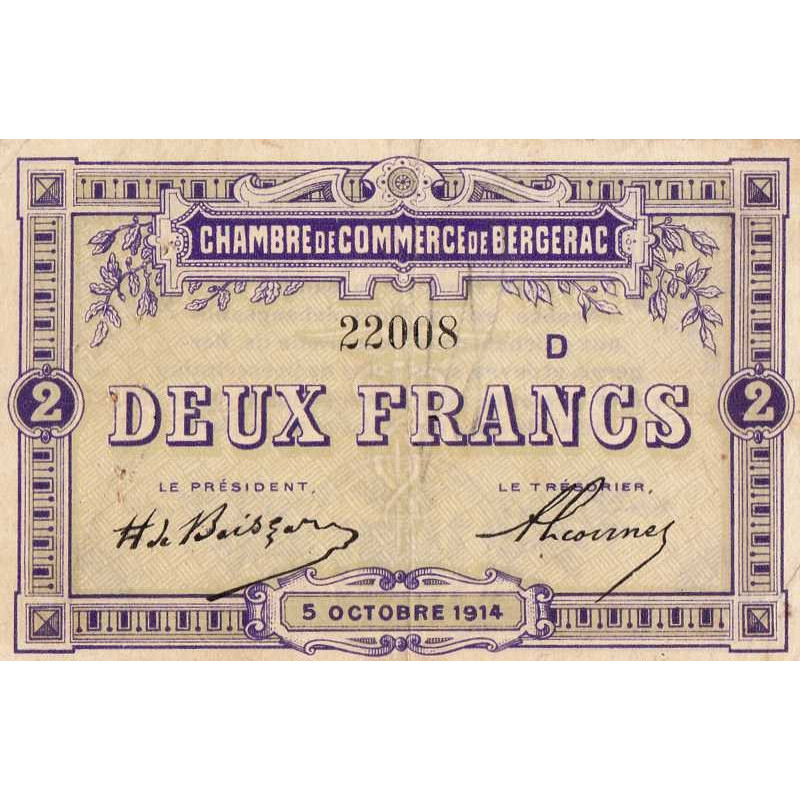 CHAMBRE DE COMMERCE DE BERGERAC
22008 D
2 DEUX FRANCS 2
LE PRÉSIDENT, LE TRÉSORIER,
5 OCTOBRE 1914